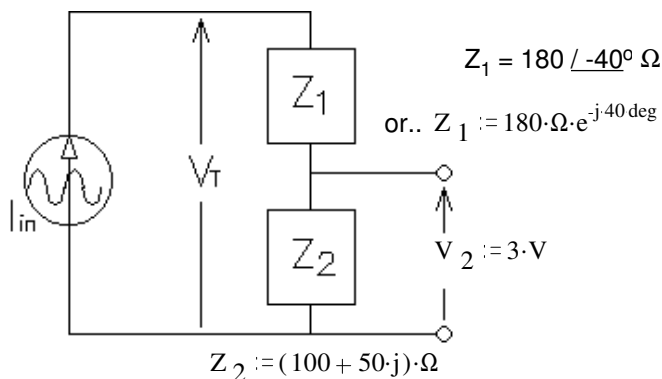 Z1 = 180 / -40º Ω
Z1
or.. Z 1 := 180·Ω·e^-j·40 deg
VT
Iin
Z2
V 2 := 3·V
Z 2 := (100 + 50·j)·Ω